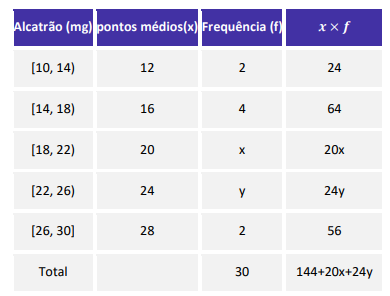 Alcatrão (mg) pontos médios(x) Frequência (f) x × f
[10, 14) 12 2 24
[14, 18) 16 4 64
[18, 22) 20 x 20x
[22, 26) 24 y 24y
[26, 30] 28 2 56
Total 30 144+20x+24y